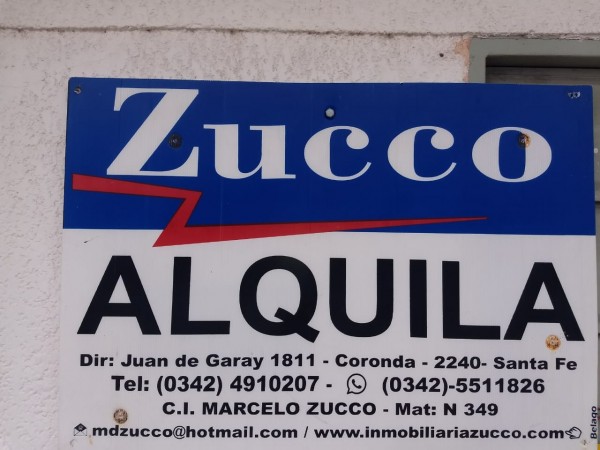 Zucco
ALQUILA
Dir: Juan de Garay 1811 - Coronda - 2240- Santa Fe
Tel: (0342) 4910207 - (0342)-5511826
C.I. MARCELO ZUCCO - Mat: N 349
mdzucco@hotmail.com / www.inmobiliariazucco.com
Belago